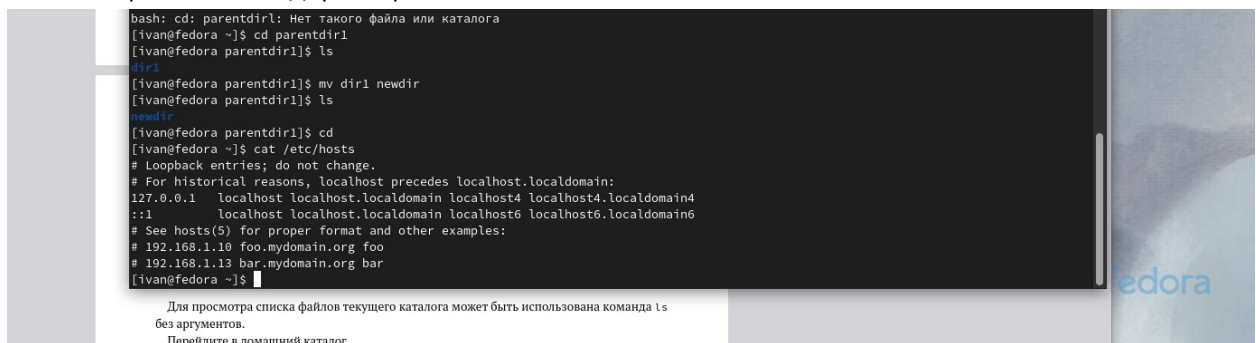 bash: cd: parentdirl: Нет такого файла или каталога
[ivan@fedora ~]$ cd parentdir1
[ivan@fedora parentdir1]$ ls
dir1
[ivan@fedora parentdir1]$ mv dir1 newdir
[ivan@fedora parentdir1]$ ls
newdir
[ivan@fedora parentdir1]$ cd
[ivan@fedora ~]$ cat /etc/hosts
# Loopback entries; do not change.
# For historical reasons, localhost precedes localhost.localdomain:
127.0.0.1   localhost localhost.localdomain localhost4 localhost4.localdomain4
::1         localhost localhost.localdomain localhost6 localhost6.localdomain6
# See hosts(5) for proper format and other examples:
# 192.168.1.10 foo.mydomain.org foo
# 192.168.1.13 bar.mydomain.org bar
[ivan@fedora ~]$
edora
Для просмотра списка файлов текущего каталога может быть использована команда ls
без аргументов.
Перейдите в домашний каталог